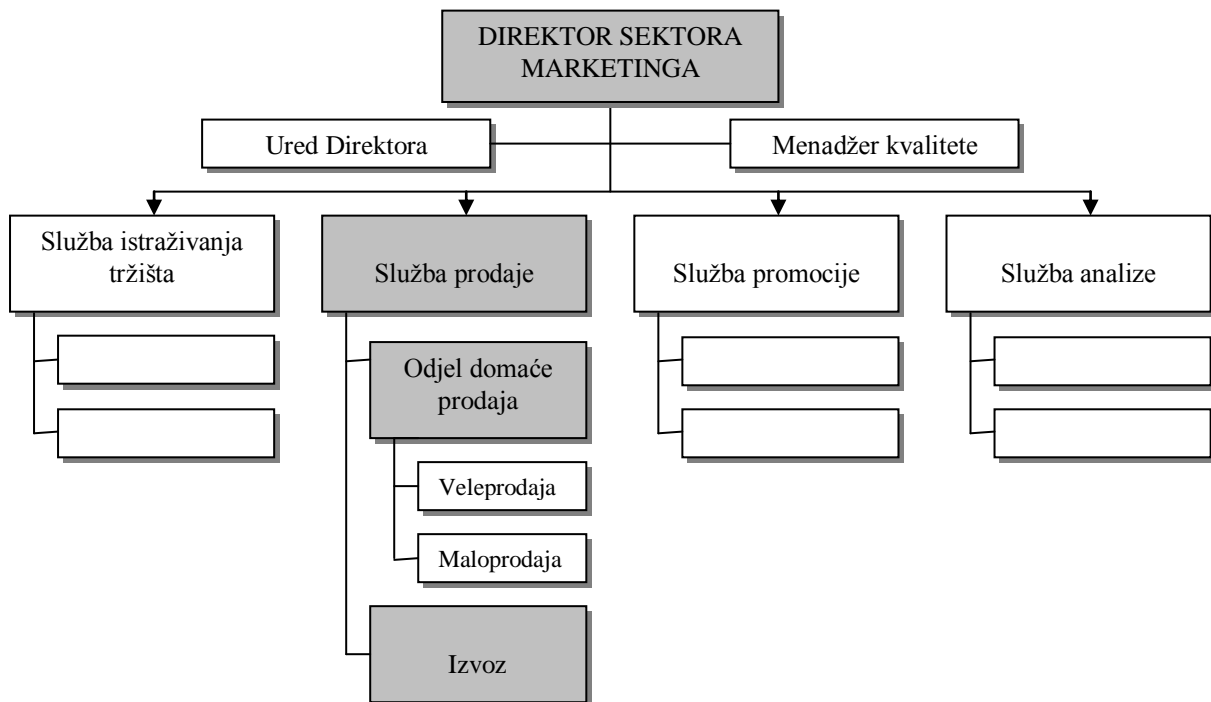 DIREKTOR SEKTORA
MARKETINGA
Ured Direktora
Menadžer kvalitete
Služba istraživanja
tržišta
Služba prodaje
Služba promocije
Služba analize
Odjel domaće
prodaja
Veleprodaja
Maloprodaja
Izvoz